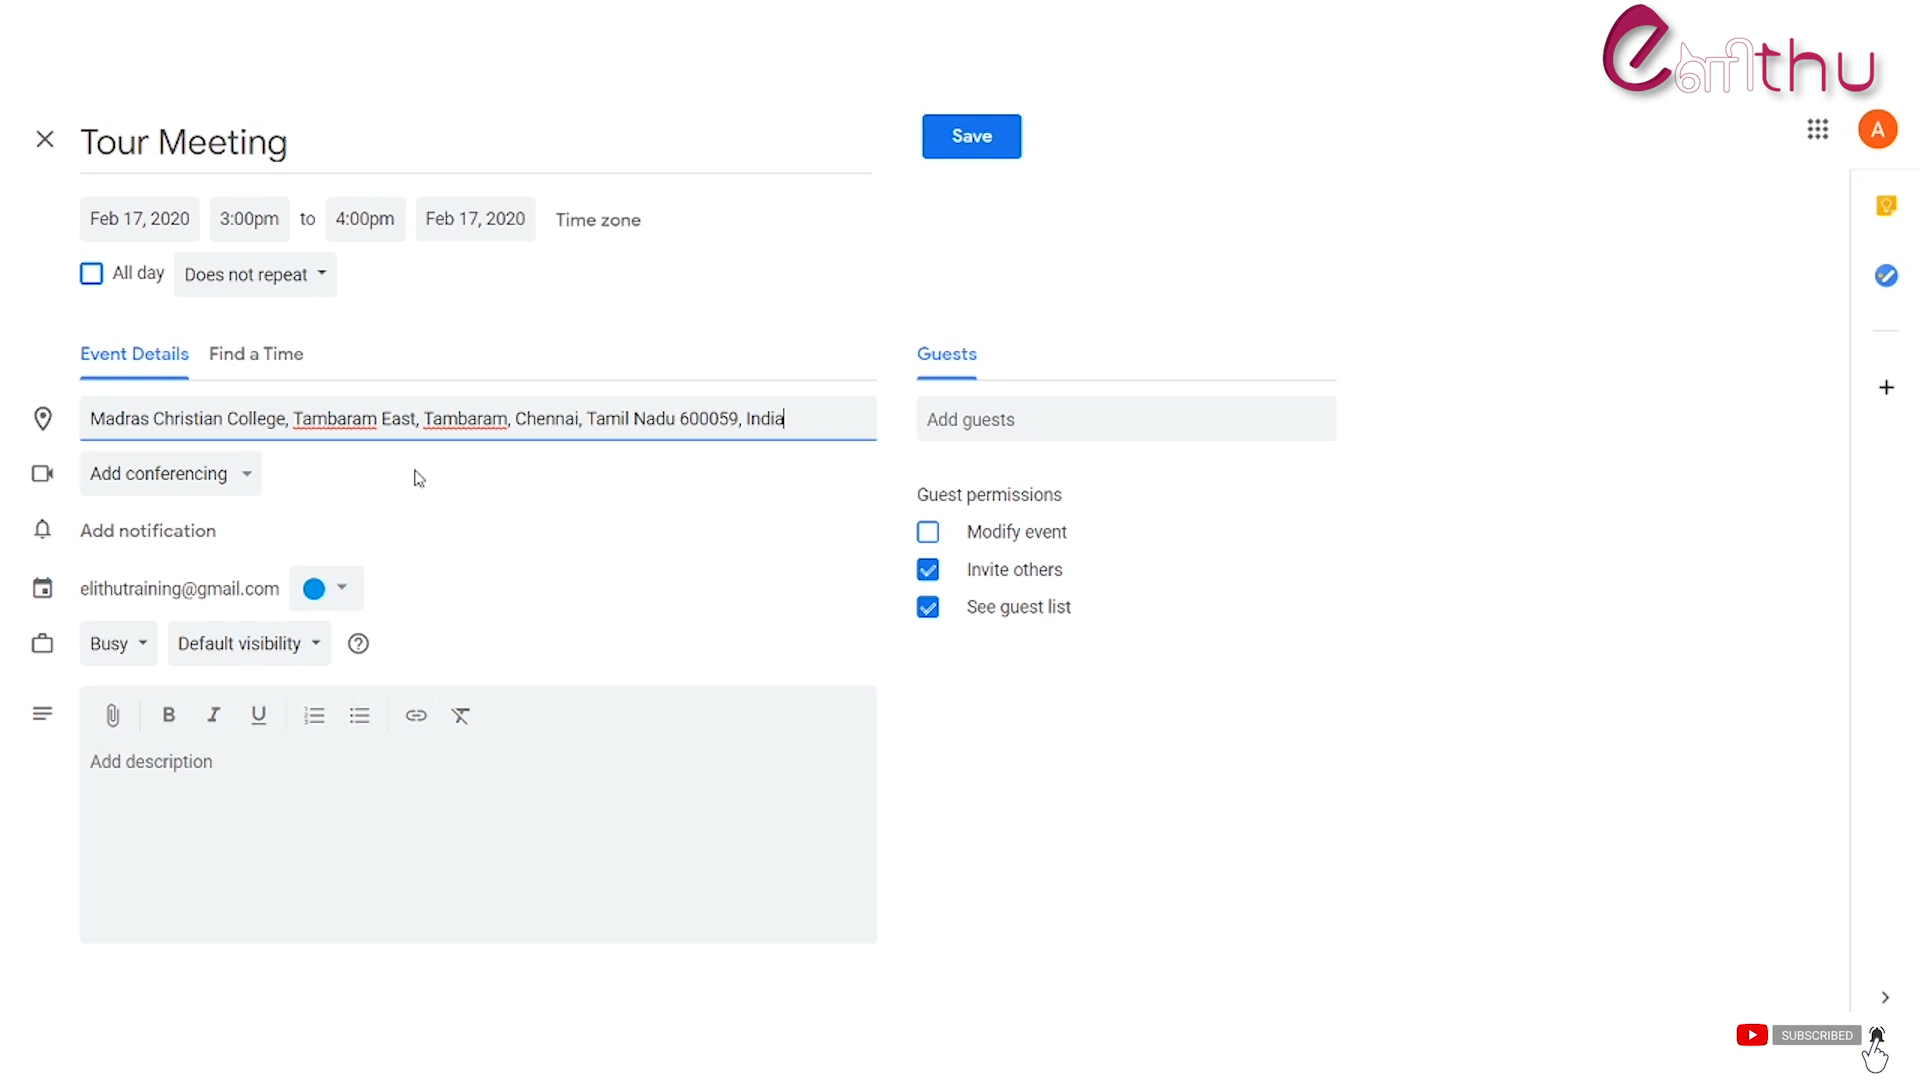 eளிthu
Tour Meeting
Save
A
Feb 17, 2020 3:00pm to 4:00pm Feb 17, 2020 Time zone
All day Does not repeat
Event Details Find a Time
Guests
Madras Christian College, Tambaram East, Tambaram, Chennai, Tamil Nadu 600059, India
Add guests
Add conferencing
Guest permissions
Add notification
Modify event
Invite others
elithutraining@gmail.com
See guest list
Busy Default visibility
B I U
Add description
SUBSCRIBED